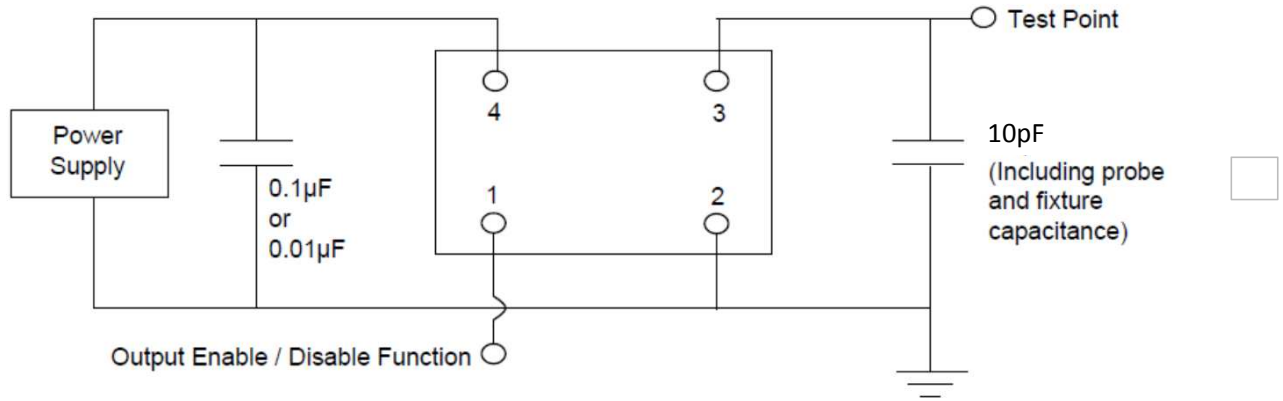 Test Point
Power
Supply
0.1µF
or
0.01µF
4
3
1
2
10pF
(Including probe
and fixture
capacitance)
Output Enable / Disable Function